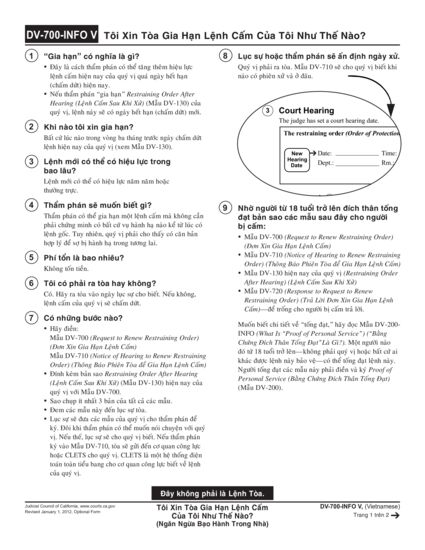 DV-700-INFO V Tôi Xin Tòa Gia Hạn Lệnh Cấm Của Tôi Như Thế Nào?
1 "Gia hạn" có nghĩa là gì?
• Đây là cách thẩm phán có thể tăng thêm hiệu lực
lệnh cấm hiện nay của quý vị quá ngày hết hạn
(chấm dứt) hiện nay.
• Nếu thẩm phán "gia hạn" Restraining Order After
Hearing (Lệnh Cấm Sau Khi Xử) (Mẫu DV-130) của
quý vị, lệnh này sẽ có ngày hết hạn (chấm dứt) mới.
2 Khi nào tôi xin gia hạn?
Bất cứ lúc nào trong vòng ba tháng trước ngày chấm dứt
lệnh hiện nay của quý vị (xem Mẫu DV-130).
3 Lệnh mới có thể có hiệu lực trong
bao lâu?
Lệnh mới có thể có hiệu lực năm năm hoặc
thường trực.
4 Thẩm phán sẽ muốn biết gì?
Thẩm phán có thể gia hạn một lệnh cấm mà không cần
phải chứng minh có bất cứ vụ hành hạ nào kể từ lúc có
lệnh gốc. Tuy nhiên, quý vị phải cho thấy có căn bản
hợp lý để sợ bị hành hạ trong tương lai.
5 Phí tổn là bao nhiêu?
Không tốn tiền.
6 Tôi có phải ra tòa hay không?
Có. Hãy ra tòa vào ngày lục sự cho biết. Nếu không,
lệnh cấm của quý vị sẽ chấm dứt.
7 Có những bước nào?
• Hãy điền:
Mẫu DV-700 (Request to Renew Restraining Order)
(Đơn Xin Gia Hạn Lệnh Cấm)
Mẫu DV-710 (Notice of Hearing to Renew Restraining
Order) (Thông Báo Phiên Tòa để Gia Hạn Lệnh Cấm)
• Đính kèm bản sao Restraining Order After Hearing
(Lệnh Cấm Sau Khi Xử) (Mẫu DV-130) hiện nay của
quý vị với Mẫu DV-700.
• Sao chụp ít nhất 3 bản của tất cả các mẫu.
• Đem các mẫu này đến lục sự tòa.
• Lục sự sẽ đưa các mẫu của quý vị cho thẩm phán để
ký. Đôi khi thẩm phán có thể muốn nói chuyện với quý
vị. Nếu thế, lục sự sẽ cho quý vị biết. Nếu thẩm phán
ký vào Mẫu DV-710, tòa sẽ gửi đến cơ quan công lực
hoặc CLETS cho quý vị. CLETS là một hệ thống điện
toán toàn tiểu bang cho cơ quan công lực biết về lệnh
của quý vị.
8 Lục sự hoặc thẩm phán sẽ ấn định ngày xử.
Quý vị phải ra tòa. Mẫu DV-710 sẽ cho quý vị biết khi
nào có phiên xử và ở đâu.
3 Court Hearing
The judge has set a court hearing date.
The restraining order (Order of Protection
New
Hearing
Date
Date: Time:
Dept.: Rm.:
9 Nhờ người từ 18 tuổi trở lên đích thân tống
đạt bản sao các mẫu sau đây cho người
bị cấm:
• Mẫu DV-700 (Request to Renew Restraining Order)
(Đơn Xin Gia Hạn Lệnh Cấm)
• Mẫu DV-710 (Notice of Hearing to Renew Restraining
Order) (Thông Báo Phiên Tòa để Gia Hạn Lệnh Cấm)
• Mẫu DV-130 hiện nay của quý vị (Restraining Order
After Hearing) (Lệnh Cấm Sau Khi Xử)
• Mẫu DV-720 (Response to Request to Renew
Restraining Order) (Trả Lời Đơn Xin Gia Hạn Lệnh
Cấm)—để trống cho người bị cấm trả lời.
Muốn biết chi tiết về "tống đạt," hãy đọc Mẫu DV-200-
INFO (What Is "Proof of Personal Service") ("Bằng
Chứng Đích Thân Tống Đạt"Là Gì?). Một người nào
đó từ 18 tuổi trở lên—không phải quý vị hoặc bất cứ ai
khác được lệnh này bảo vệ—có thể tống đạt lệnh này.
Người tống đạt các mẫu này phải điền và ký Proof of
Personal Service (Bằng Chứng Đích Thân Tống Đạt)
(Mẫu DV-200).
Đây không phải là Lệnh Tòa.
Judicial Council of California, www.courts.ca.gov
Revised January 1, 2012, Optional Form
Tôi Xin Tòa Gia Hạn Lệnh Cấm
Của Tôi Như Thế Nào?
(Ngăn Ngừa Bạo Hành Trong Nhà)
DV-700-INFO V, (Vietnamese)
Trang 1 trên 2 →